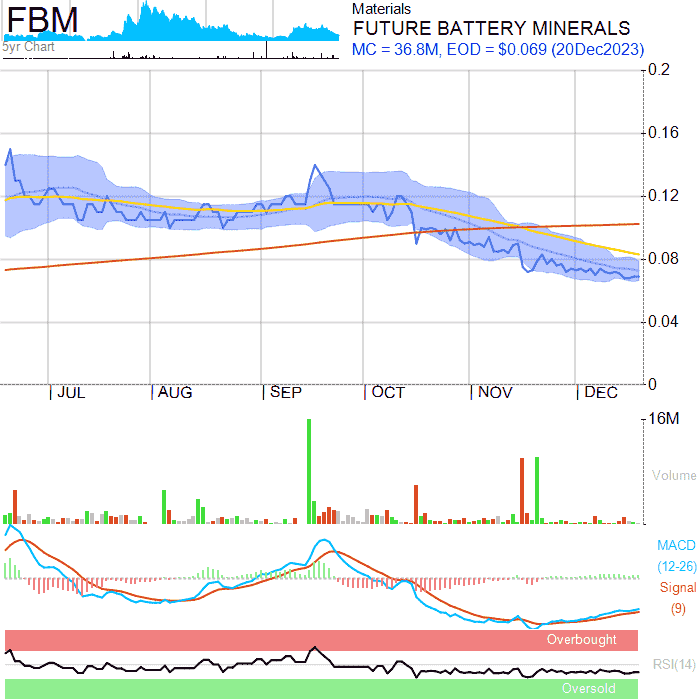 FBM
5yr Chart
Materials
FUTURE BATTERY MINERALS
MC = 36.8M, EOD = $0.069 (20Dec2023)
0.2
0.16
0.12
0.08
0.04
0
JUL
AUG
SEP
OCT
NOV
DEC
16M
Volume
MACD
(12-26)
Signal
(9)
Overbought
RSI(14)
Oversold